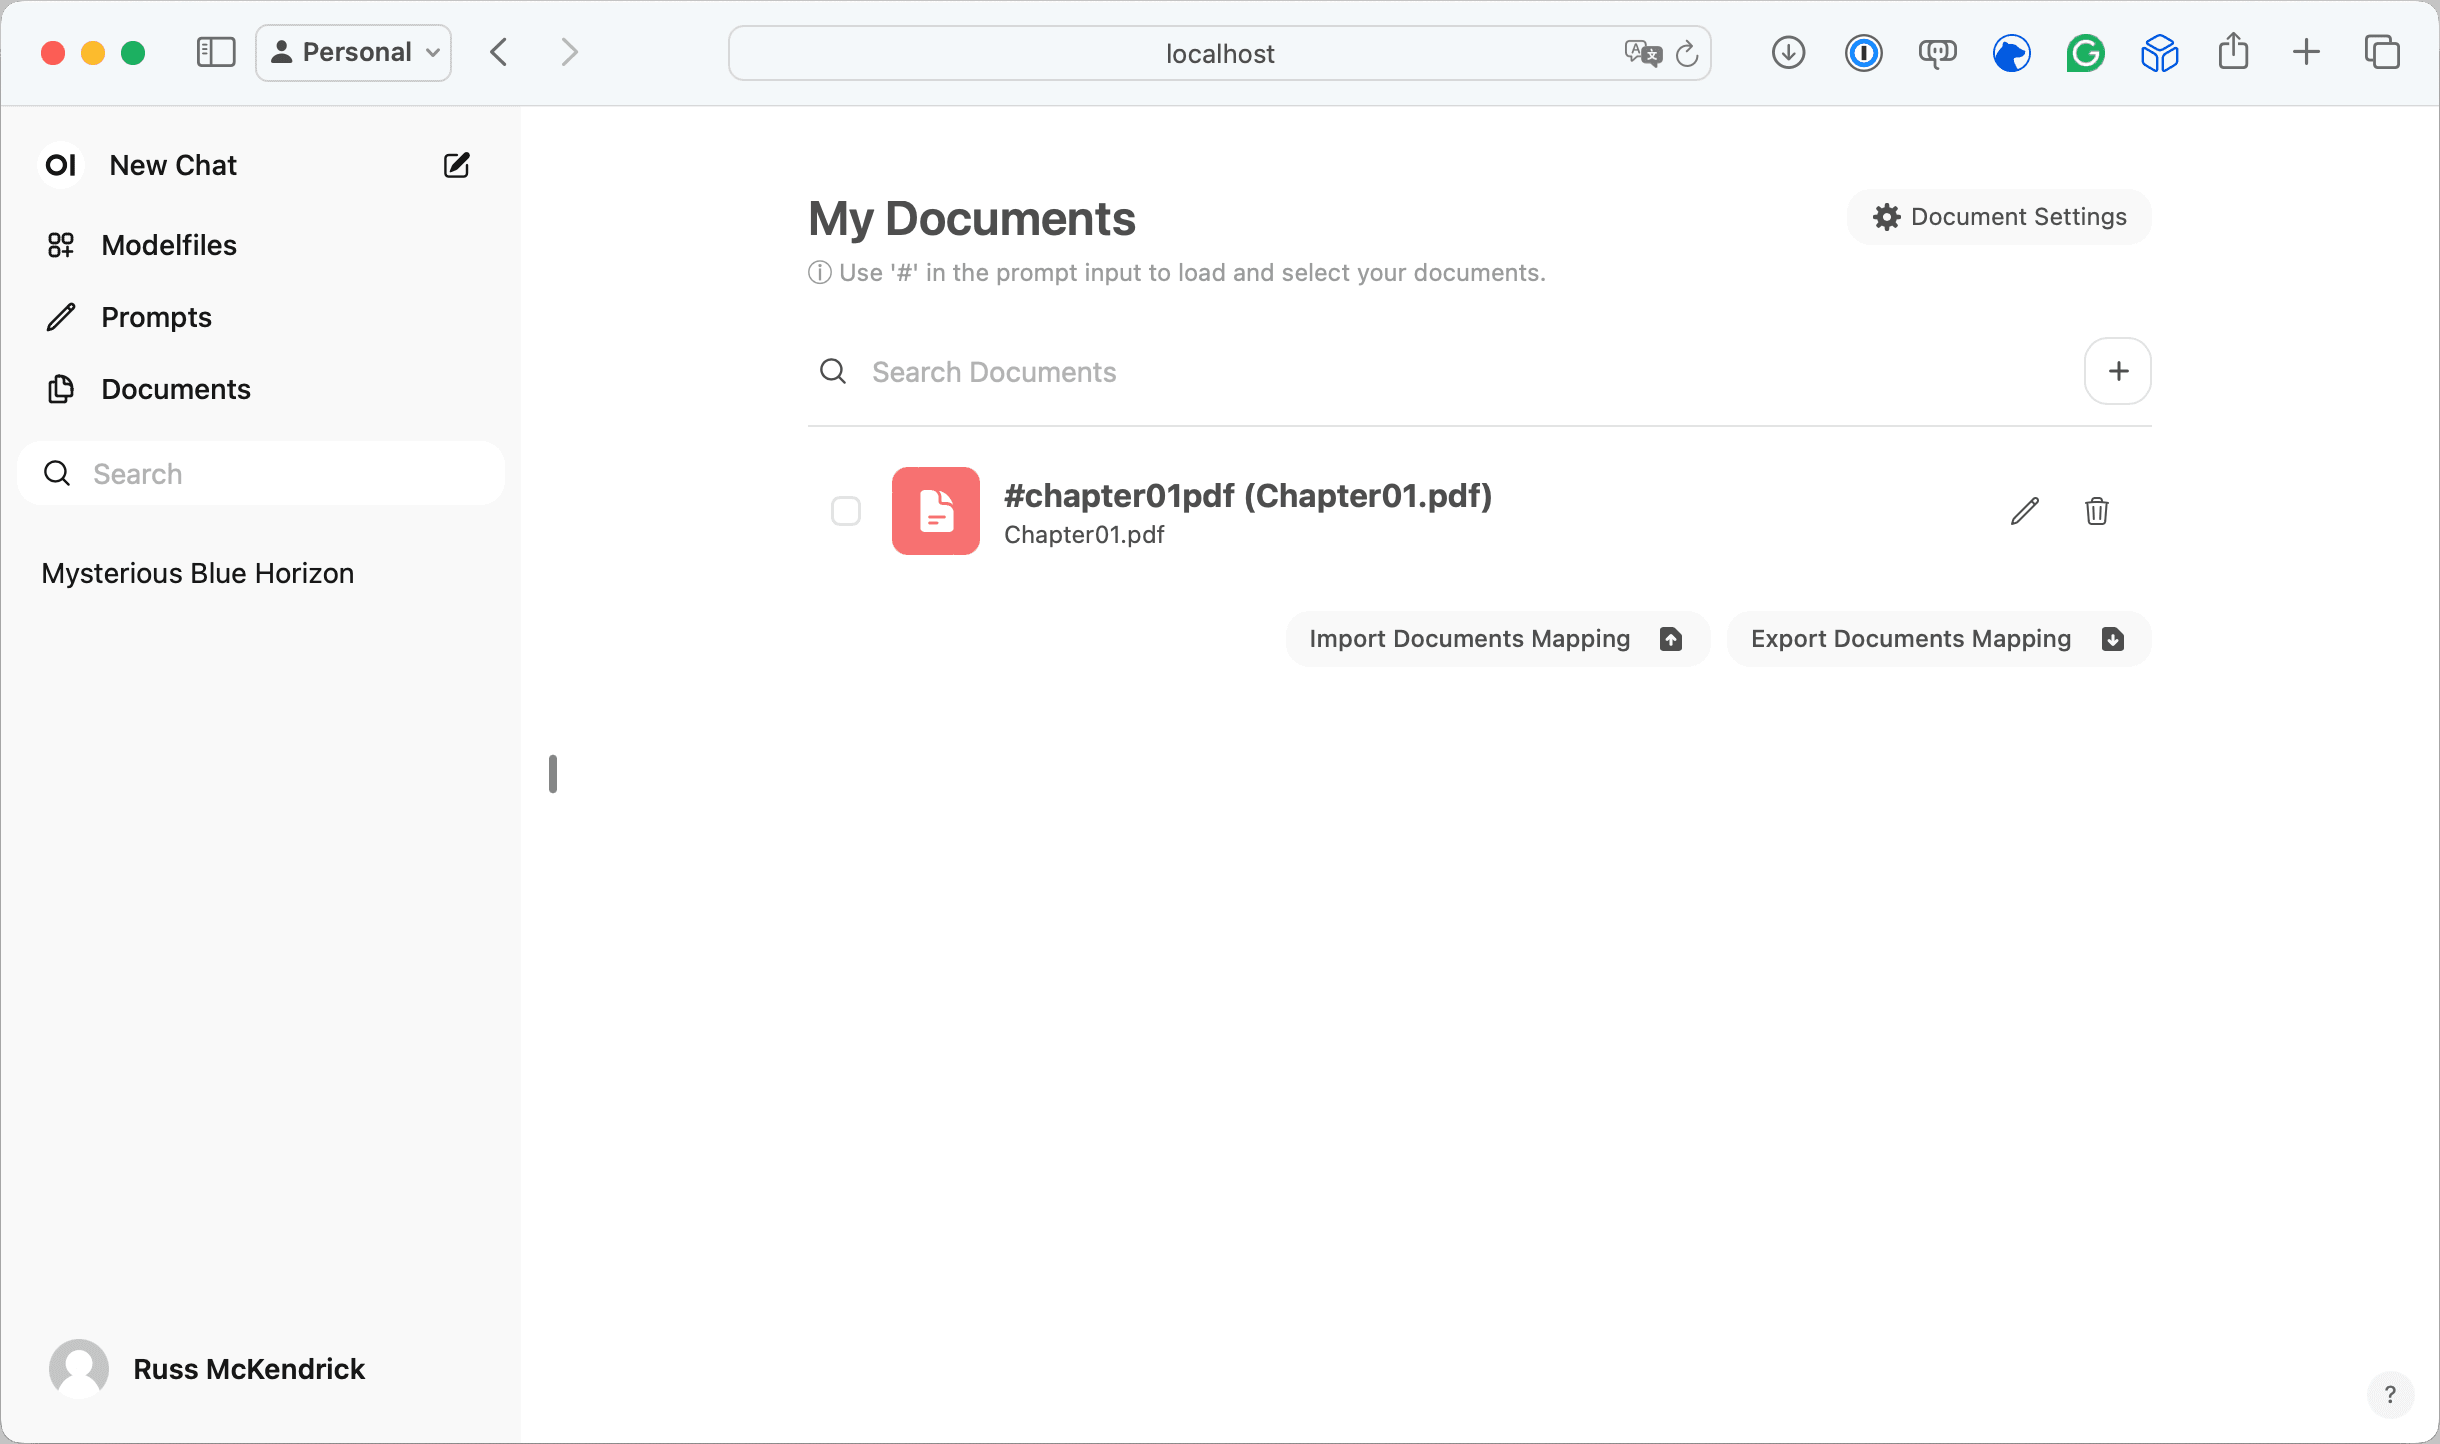 Personal
localhost
OI New Chat
Modelfiles
Prompts
Documents
Search
Mysterious Blue Horizon
Russ McKendrick
My Documents
Document Settings
Use '#' in the prompt input to load and select your documents.
Search Documents
#chapter01pdf (Chapter01.pdf)
Chapter01.pdf
Import Documents Mapping
Export Documents Mapping
?